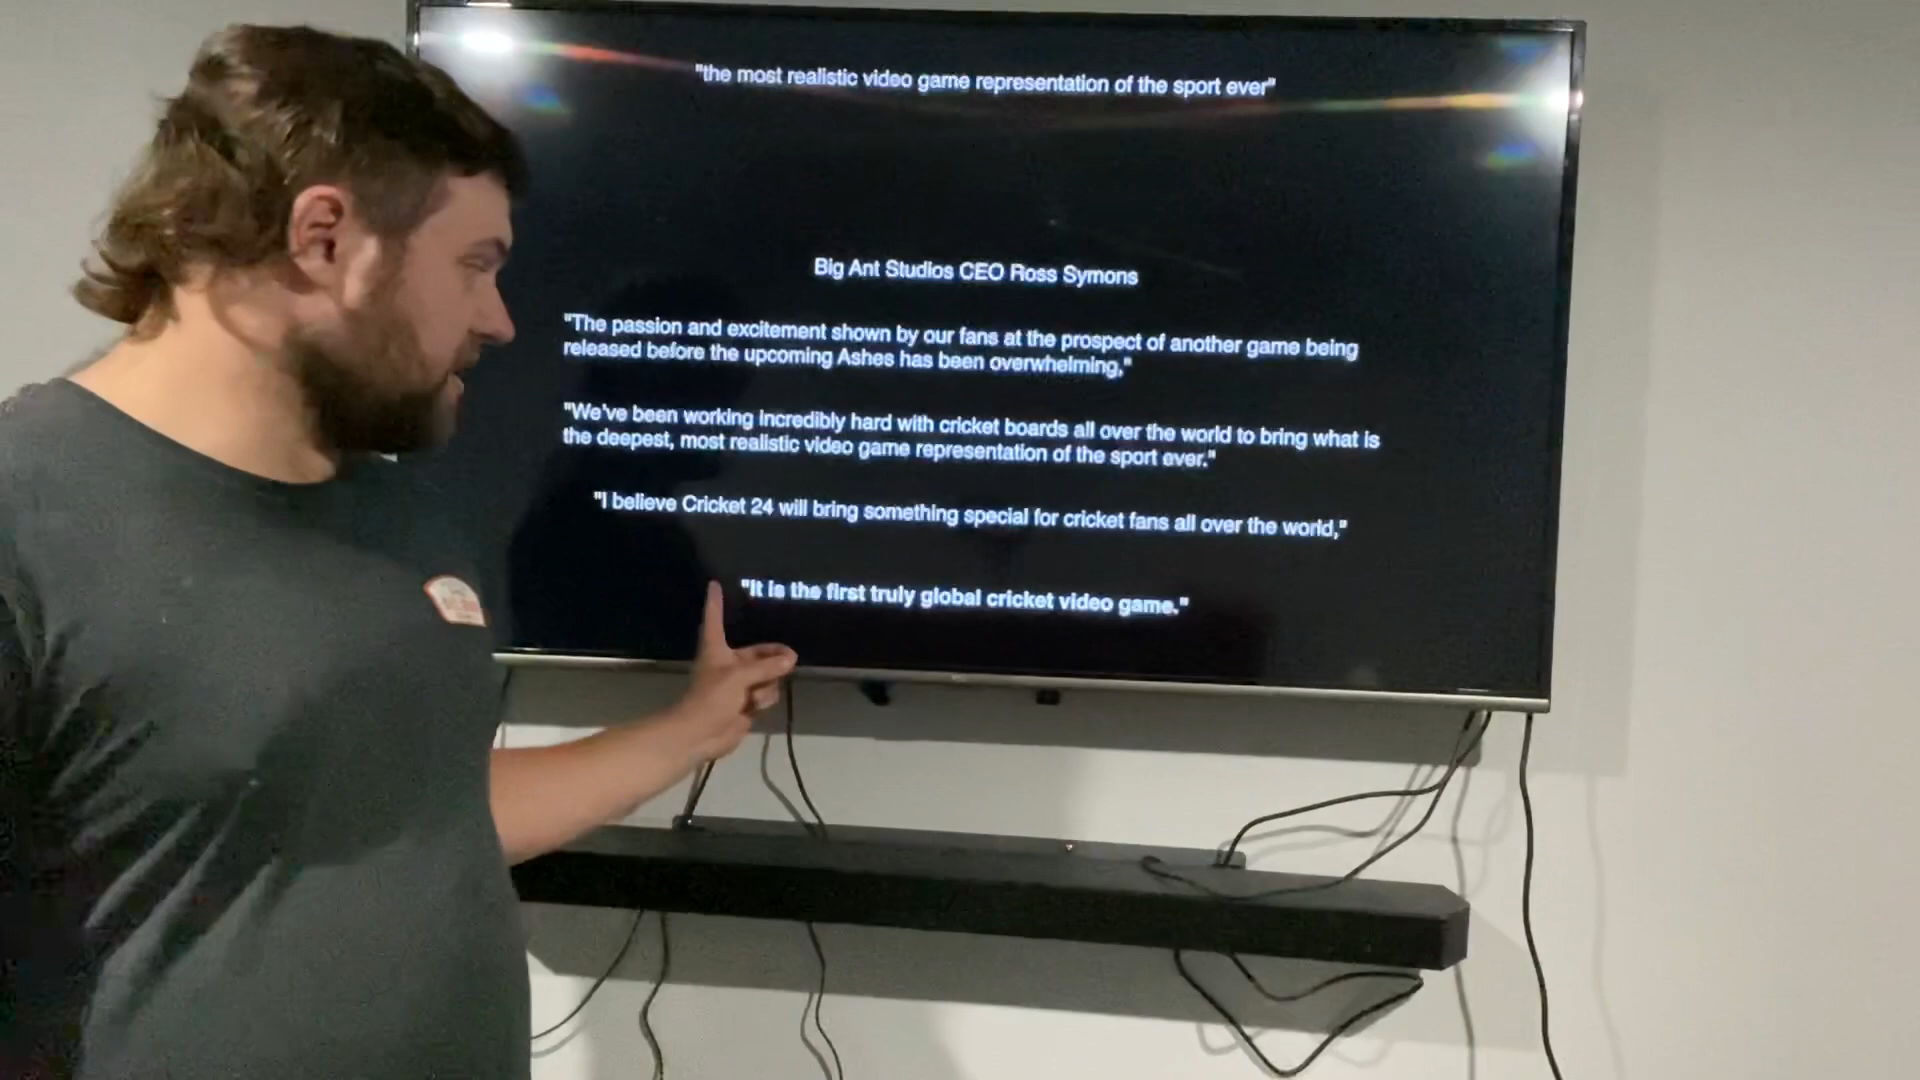 "the most realistic video game representation of the sport ever"
Big Ant Studios CEO Ross Symons
"The passion and excitement shown by our fans at the prospect of another game being
released before the upcoming Ashes has been overwhelming,"
"We've been working incredibly hard with cricket boards all over the world to bring what is
the deepest, most realistic video game representation of the sport ever."
"I believe Cricket 24 will bring something special for cricket fans all over the world,"
"It is the first truly global cricket video game."